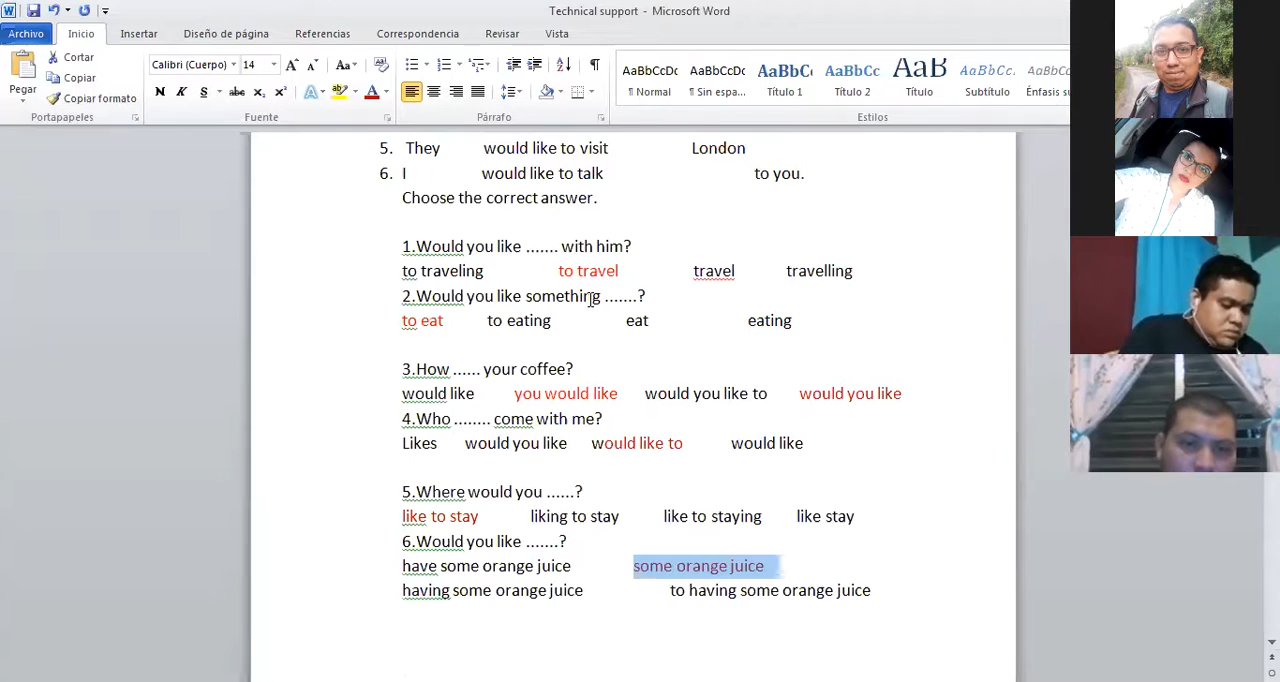 Technical support - Microsoft Word
Archivo Inicio Insertar Diseño de página Referencias Correspondencia Revisar Vista
Pegar
Cortar
Copiar
Copiar formato
Portapapeles
Calibri (Cuerpo) 14
Fuente
Párrafo
AaBbCcDc AaBbCcDc AaBbC AaBbCc AaB AaBbCc. AaBbCcDc
¶ Normal ¶ Sin espa... Título 1 Título 2 Título Subtítulo Énfasis su
Estilos
5. They would like to visit London
6. I would like to talk to you.
Choose the correct answer.
1.Would you like ....... with him?
to traveling to travel travel travelling
2.Would you like something .......?
to eat to eating eat eating
3.How ...... your coffee?
would like you would like would you like to would you like
4.Who ........ come with me?
Likes would you like would like to would like
5.Where would you ......?
like to stay liking to stay like to staying like stay
6.Would you like .......?
have some orange juice some orange juice
having some orange juice to having some orange juice